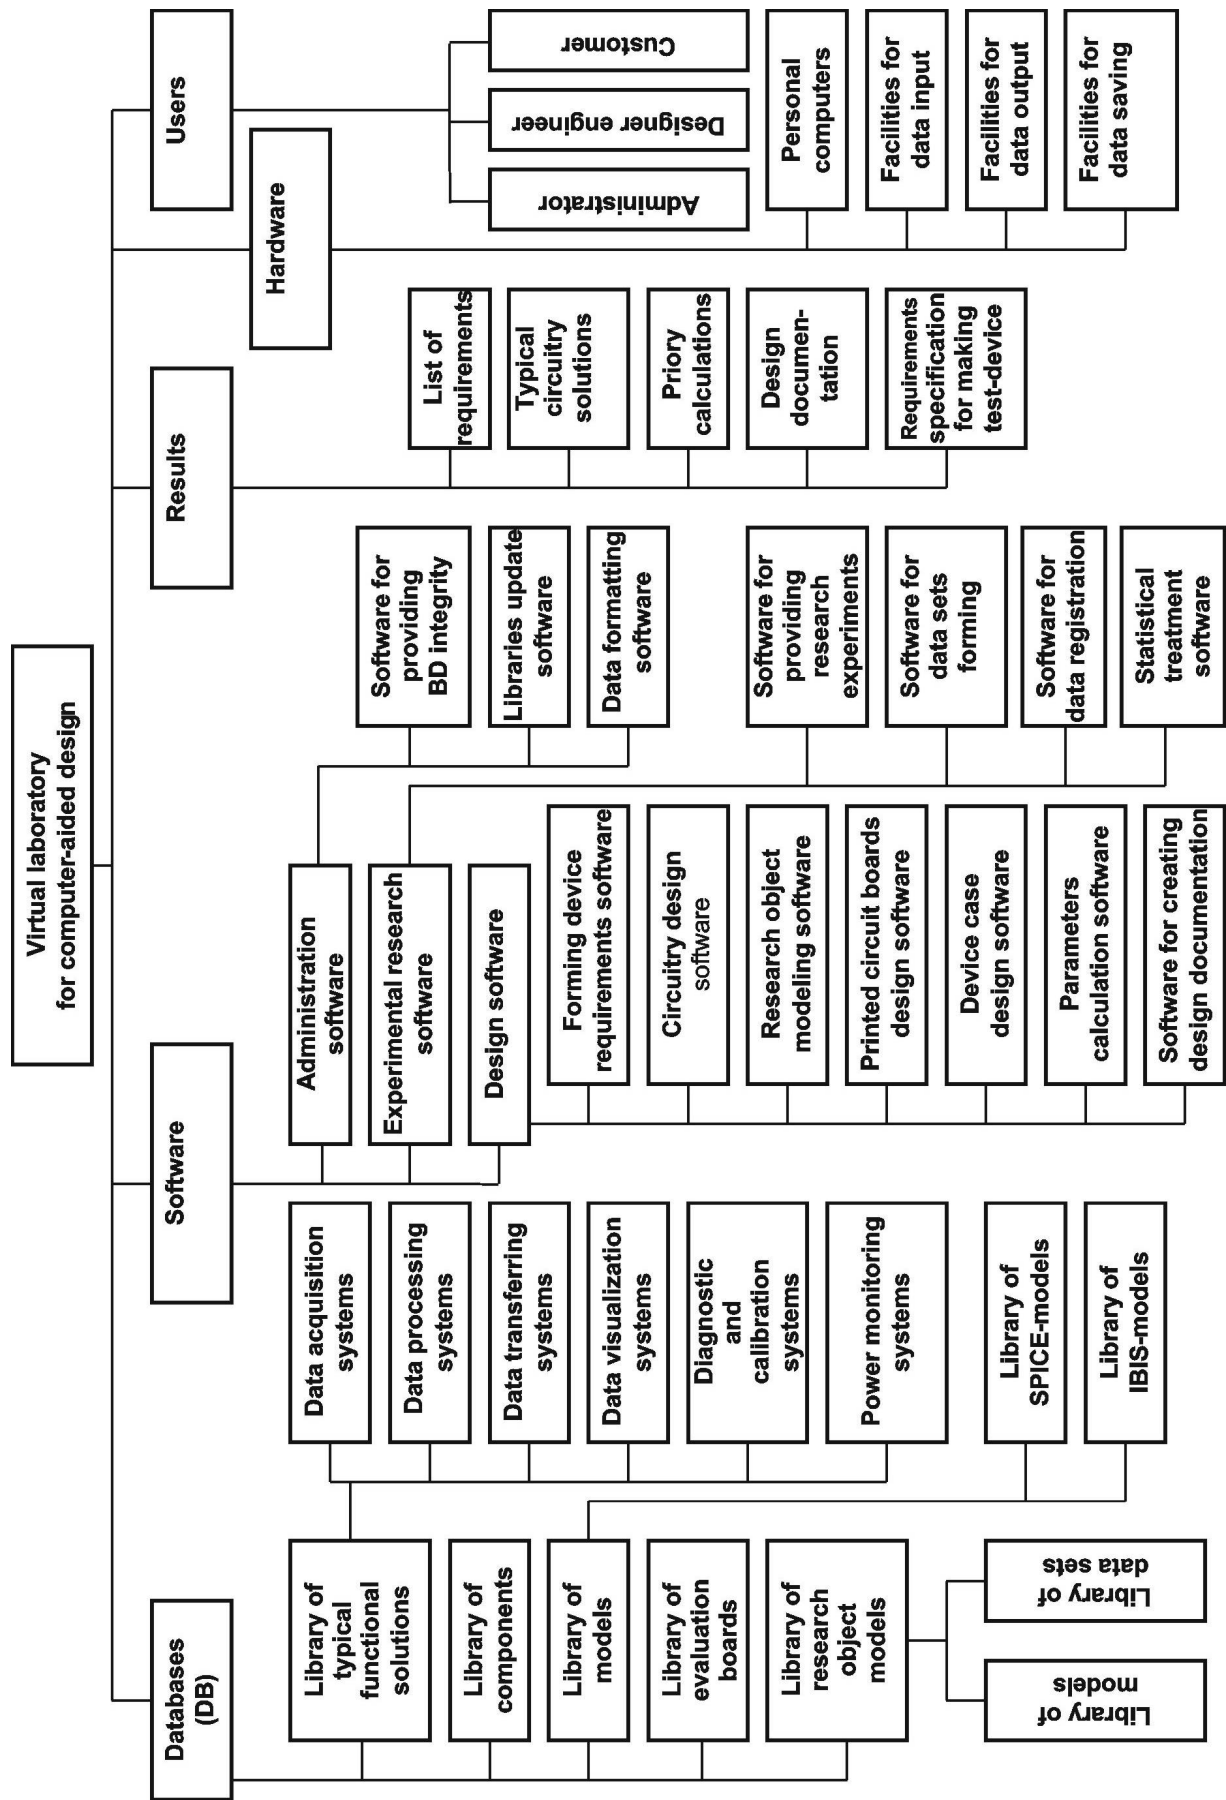 Virtual laboratory
for computer-aided design
Databases
(DB)
Library of
typical
functional
solutions
Library of
components
Library of
models
Library of
evaluation
boards
Library of
research
object
models
Library of
models
Library of
data sets
Data acquisition
systems
Data processing
systems
Data transferring
systems
Data visualization
systems
Diagnostic
and
calibration
systems
Power monitoring
systems
Library of
SPICE-models
Library of
IBIS-models
Software
Administration
software
Experimental research
software
Design software
Forming device
requirements software
Circuitry design
software
Research object
modeling software
Printed circuit boards
design software
Device case
design software
Parameters
calculation software
Software for creating
design documentation
Software for
providing
BD integrity
Libraries update
software
Data formatting
software
Software for
providing
research
experiments
Software for
data sets
forming
Software for
data registration
Statistical
treatment
software
Results
List of
requirements
Typical
circuitry
solutions
Priory
calculations
Design
documen-
tation
Requirements
specification
for making
test-device
Hardware
Personal
computers
Facilities for
data input
Facilities for
data output
Facilities for
data saving
Users
Administrator
Designer engineer
Customer